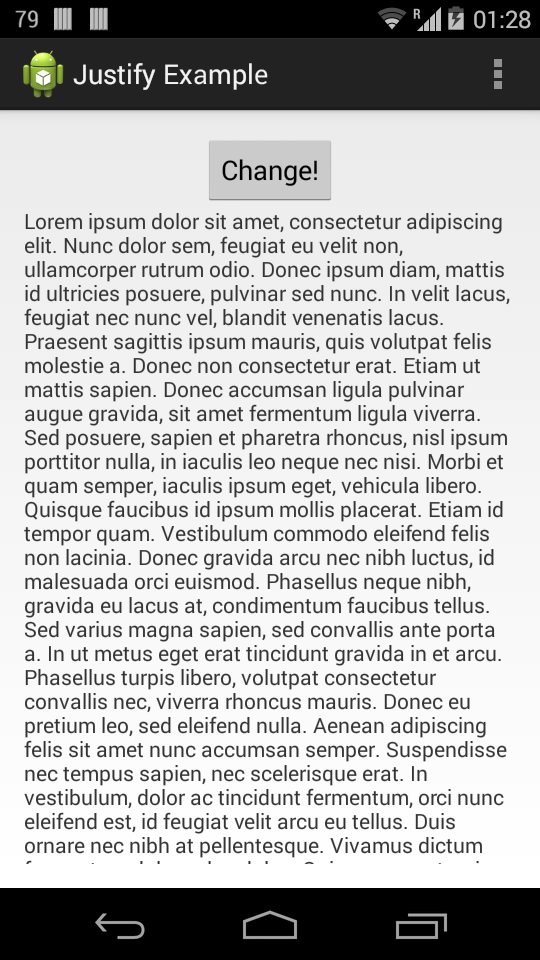 79
R
01:28
Justify Example
Change!
Lorem ipsum dolor sit amet, consectetur adipiscing
elit. Nunc dolor sem, feugiat eu velit non,
ullamcorper rutrum odio. Donec ipsum diam, mattis
id ultricies posuere, pulvinar sed nunc. In velit lacus,
feugiat nec nunc vel, blandit venenatis lacus.
Praesent sagittis ipsum mauris, quis volutpat felis
molestie a. Donec non consectetur erat. Etiam ut
mattis sapien. Donec accumsan ligula pulvinar
augue gravida, sit amet fermentum ligula viverra.
Sed posuere, sapien et pharetra rhoncus, nisl ipsum
porttitor nulla, in iaculis leo neque nec nisi. Morbi et
quam semper, iaculis ipsum eget, vehicula libero.
Quisque faucibus id ipsum mollis placerat. Etiam id
tempor quam. Vestibulum commodo eleifend felis
non lacinia. Donec gravida arcu nec nibh luctus, id
malesuada orci euismod. Phasellus neque nibh,
gravida eu lacus at, condimentum faucibus tellus.
Sed varius magna sapien, sed convallis ante porta
a. In ut metus eget erat tincidunt gravida in et arcu.
Phasellus turpis libero, volutpat consectetur
convallis nec, viverra rhoncus mauris. Donec eu
pretium leo, sed eleifend nulla. Aenean adipiscing
felis sit amet nunc accumsan semper. Suspendisse
nec tempus sapien, nec scelerisque erat. In
vestibulum, dolor ac tincidunt fermentum, orci nunc
eleifend est, id feugiat velit arcu eu tellus. Duis
ornare nec nibh at pellentesque. Vivamus dictum